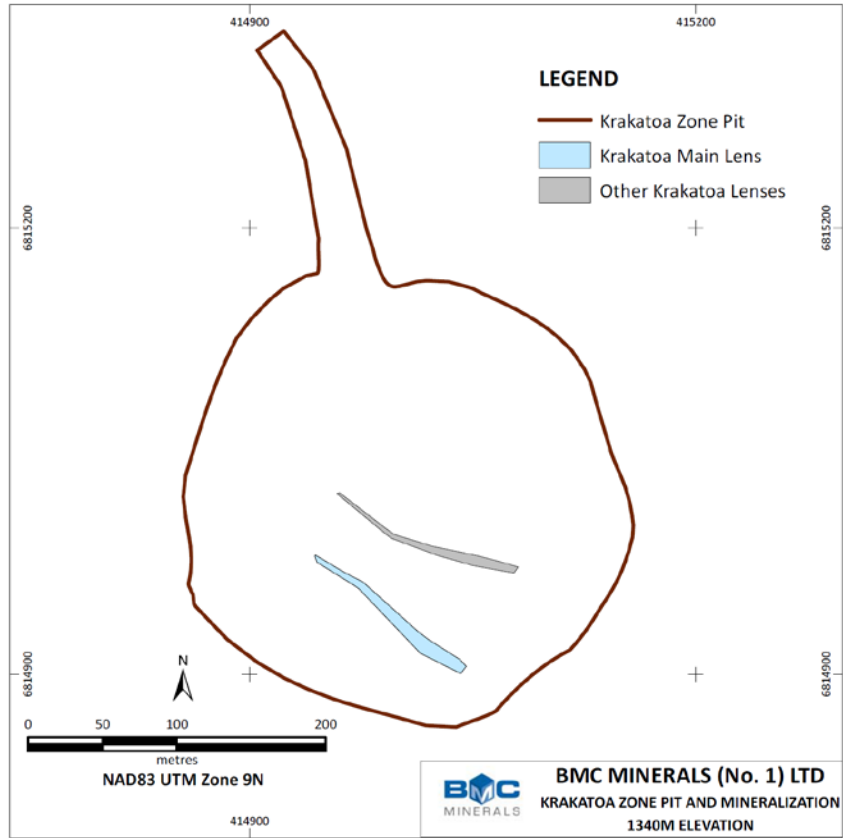 414900
415200
LEGEND
Krakatoa Zone Pit
Krakatoa Main Lens
Other Krakatoa Lenses
6815200
6815200
6814900
6814900
N
0 50 100 200
metres
NAD83 UTM Zone 9N
414900
BMC
MINERALS
BMC MINERALS (No. 1) LTD
KRAKATOA ZONE PIT AND MINERALIZATION
1340M ELEVATION